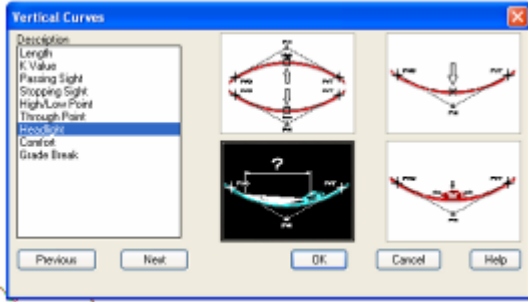 Vertical Curves
Description
Length
K Value
Passing Sight
Stopping Sight
High/Low Point
Through Point
Headlight
Comfort
Grade Break
?
Previous
Next
OK
Cancel
Help